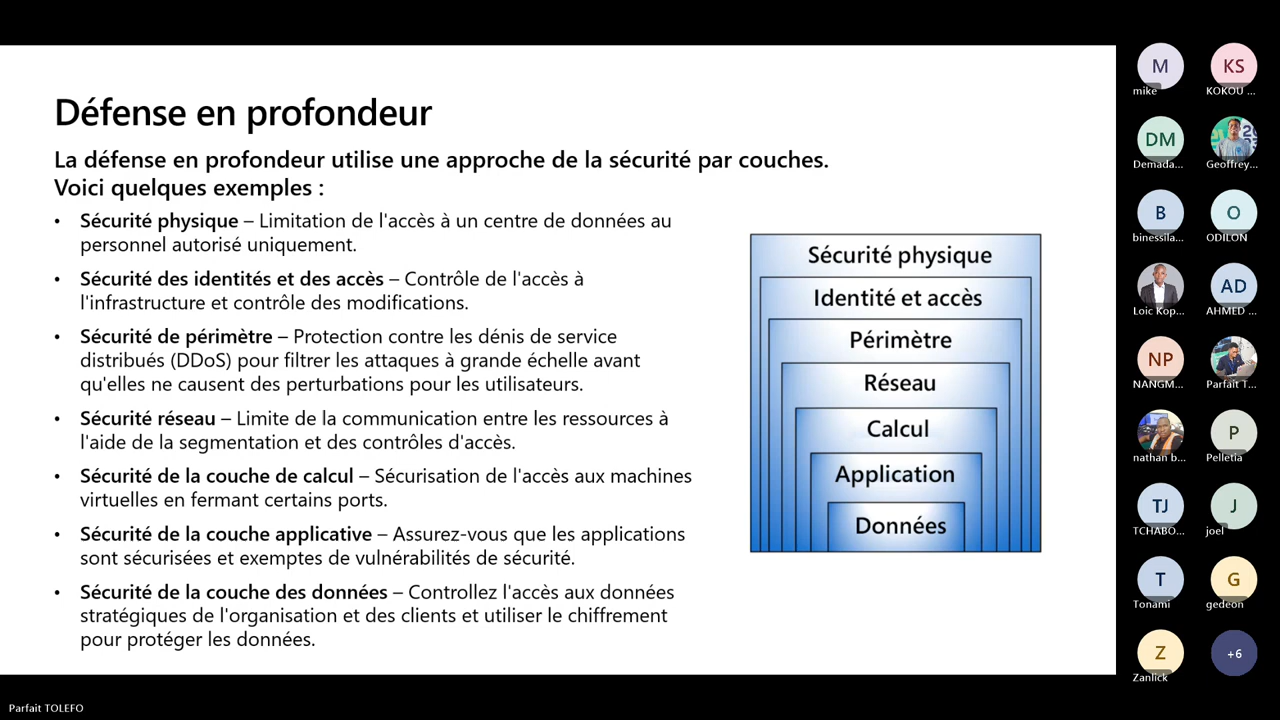 Défense en profondeur
La défense en profondeur utilise une approche de la sécurité par couches.
Voici quelques exemples :
• Sécurité physique – Limitation de l'accès à un centre de données au
personnel autorisé uniquement.
• Sécurité des identités et des accès – Contrôle de l'accès à
l'infrastructure et contrôle des modifications.
• Sécurité de périmètre – Protection contre les dénis de service
distribués (DDoS) pour filtrer les attaques à grande échelle avant
qu'elles ne causent des perturbations pour les utilisateurs.
• Sécurité réseau – Limite de la communication entre les ressources à
l'aide de la segmentation et des contrôles d'accès.
• Sécurité de la couche de calcul – Sécurisation de l'accès aux machines
virtuelles en fermant certains ports.
• Sécurité de la couche applicative – Assurez-vous que les applications
sont sécurisées et exemptes de vulnérabilités de sécurité.
• Sécurité de la couche des données – Controllez l'accès aux données
stratégiques de l'organisation et des clients et utiliser le chiffrement
pour protéger les données.
Sécurité physique
Identité et accès
Périmètre
Réseau
Calcul
Application
Données
M
mike
KS
KOKOU ...
DM
Demada...
Geoffrey...
B
binessila...
O
ODILON
Loic Kop...
AD
AHMED ...
NP
NANGM...
Parfait T...
nathan b...
P
Pelletia
TJ
TCHABO...
J
joel
T
Tonami
G
gedeon
Z
Zanlick
+6
Parfait TOLEFO